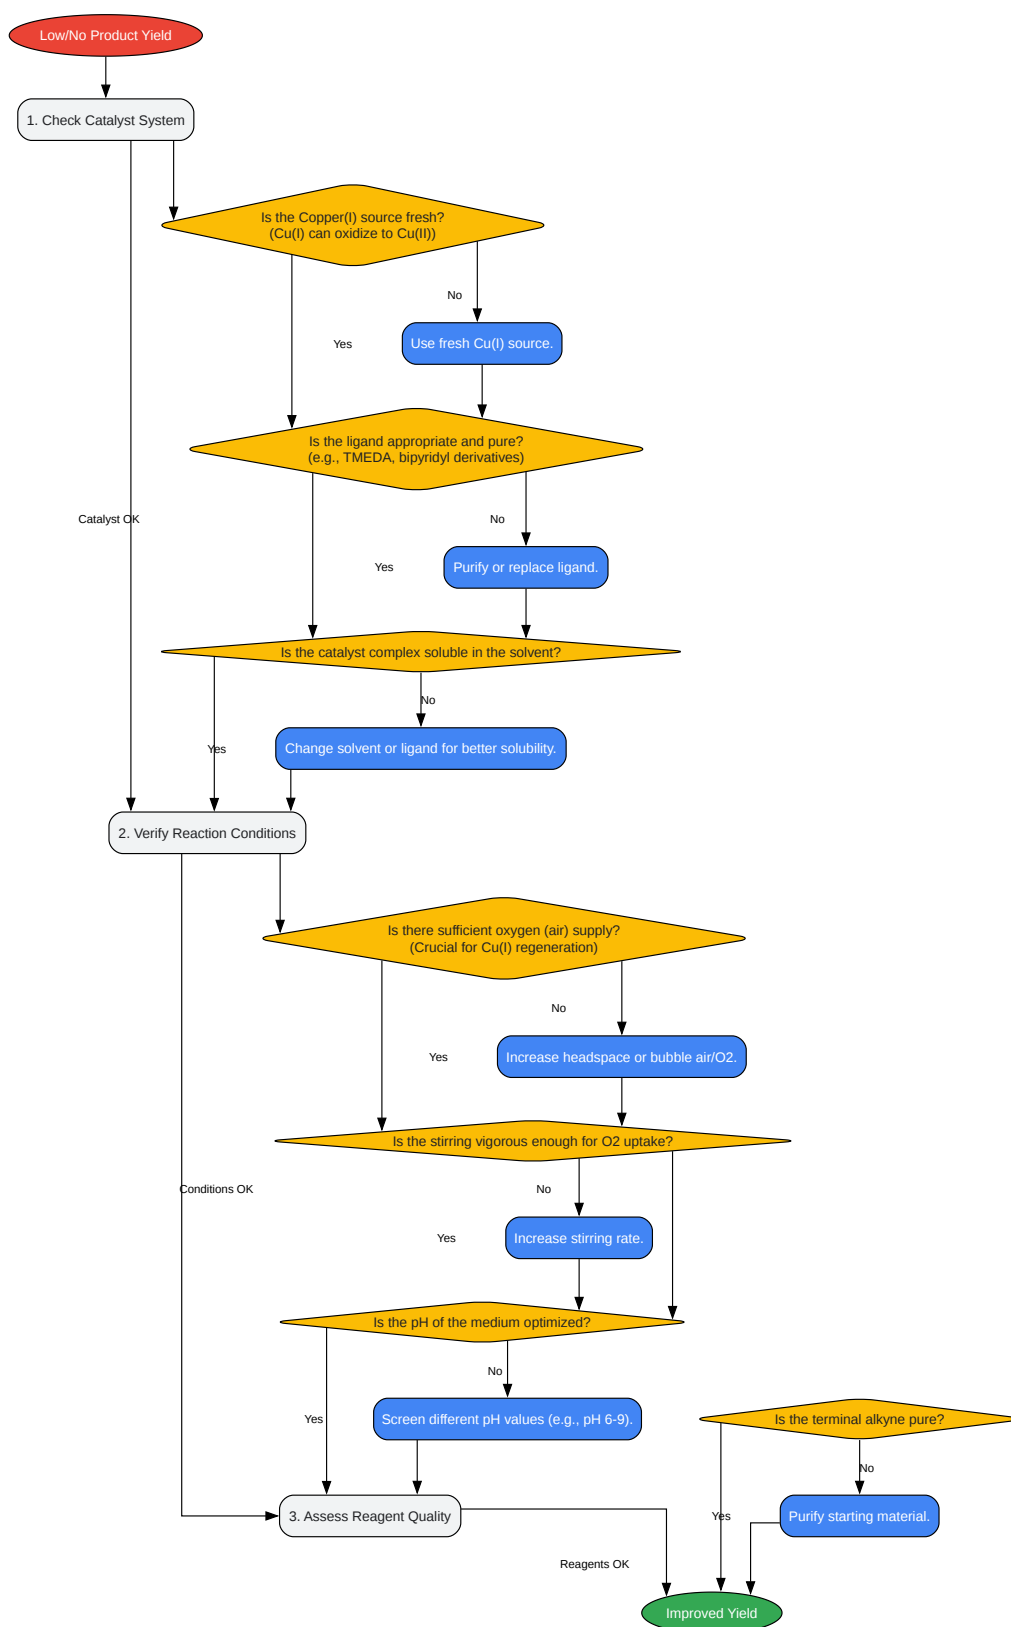 Low/No Product Yield
1. Check Catalyst System
Is the Copper(I) source fresh?
(Cu(I) can oxidize to Cu(II))
No
Use fresh Cu(I) source.
Yes
Is the ligand appropriate and pure?
(e.g., TMEDA, bipyridyl derivatives)
Catalyst OK
No
Yes
Purify or replace ligand.
Is the catalyst complex soluble in the solvent?
No
Yes
Change solvent or ligand for better solubility.
2. Verify Reaction Conditions
Is there sufficient oxygen (air) supply?
(Crucial for Cu(I) regeneration)
No
Yes
Increase headspace or bubble air/O2.
Is the stirring vigorous enough for O2 uptake?
Conditions OK
No
Yes
Increase stirring rate.
Is the pH of the medium optimized?
No
Yes
Screen different pH values (e.g., pH 6-9).
Is the terminal alkyne pure?
No
3. Assess Reagent Quality
Yes
Purify starting material.
Reagents OK
Improved Yield